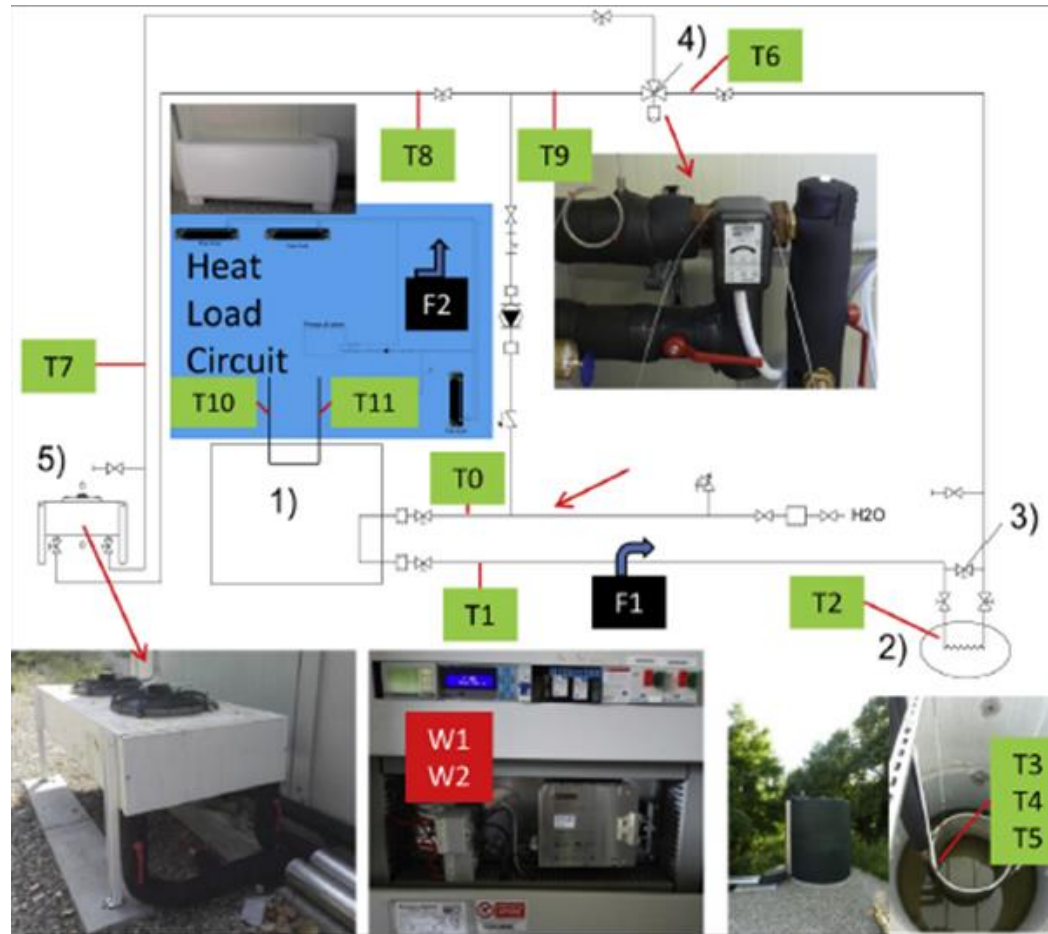 4)
T6
T8
T9
Heat
Load
Circuit
F2
T7
T10
T11
5)
1)
T0
H2O
3)
T1
F1
T2
2)
W1
W2
T3
T4
T5